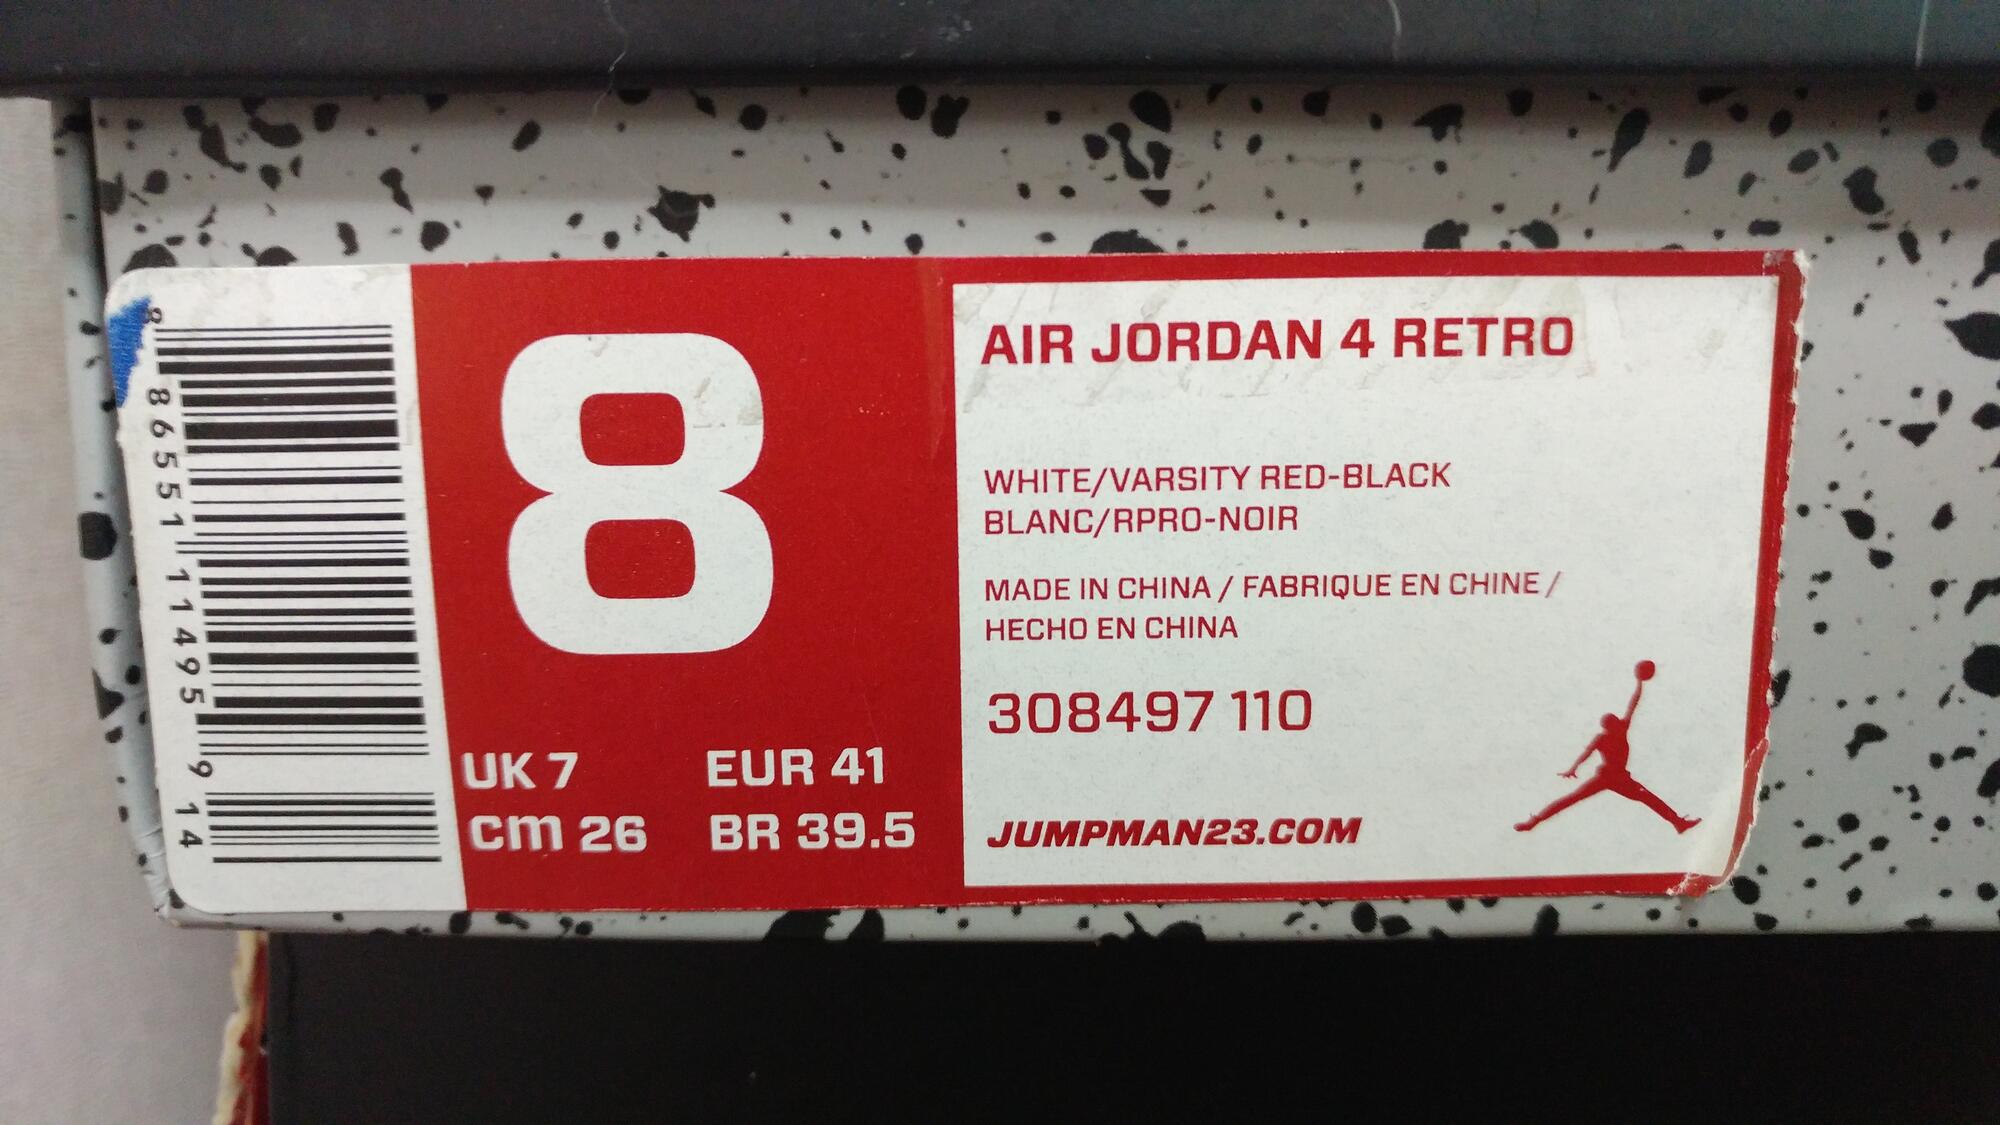 8 86551 11495 9 14
8
UK 7 EUR 41
cm 26 BR 39.5
AIR JORDAN 4 RETRO
WHITE/VARSITY RED-BLACK
BLANC/RPRO-NOIR
MADE IN CHINA / FABRIQUE EN CHINE /
HECHO EN CHINA
308497 110
JUMPMAN23.COM